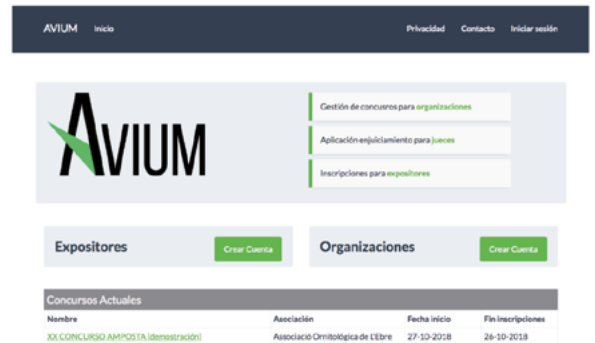 AVIUM Inicio Privacidad Contacto Iniciar sesión
AVIUM
Gestión de concusros para organizaciones
Aplicación enjuiciamiento para jueces
Inscripciones para expositores
Expositores Crear Cuenta Organizaciones Crear Cuenta
Concursos Actuales
Nombre Asociación Fecha inicio Fin inscripciones
XX CONCURSO AMPOSTA (demostración) Associació Ornitológica de L'Ebre 27-10-2018 26-10-2018